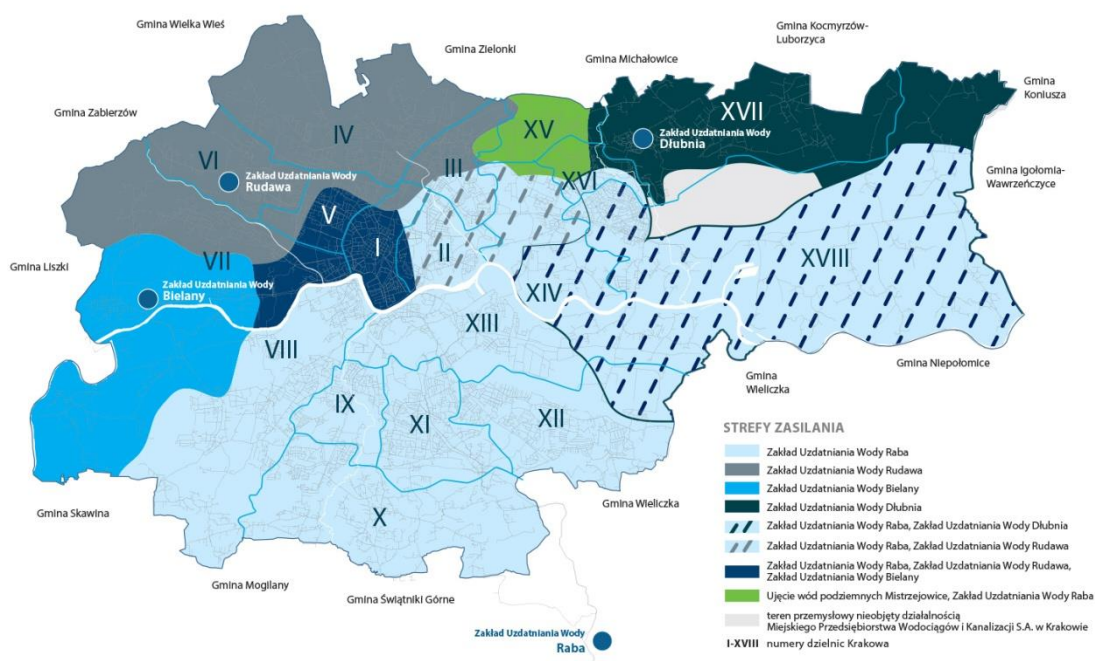 Gmina Wielka Wieś
Gmina Zielonki
Gmina Michałowice
Gmina Kocmyrzów-
Luborzyca
Gmina
Koniusza
Gmina Zabierzów
Gmina Igołomia-
Wawrzeńczyce
Gmina Liszki
Gmina Niepołomice
Gmina
Wieliczka
Gmina Wieliczka
Gmina Skawina
Gmina Mogilany
Gmina Świątniki Górne
IV
VI
Zakład Uzdatniania Wody
Rudawa
III
XV
XVII
Zakład Uzdatniania Wody
Dłubnia
XVI
V
I
II
VII
Zakład Uzdatniania Wody
Bielany
XIV
XVIII
XIII
VIII
IX
XI
XII
X
Zakład Uzdatniania Wody
Raba
STREFY ZASILANIA
Zakład Uzdatniania Wody Raba
Zakład Uzdatniania Wody Rudawa
Zakład Uzdatniania Wody Bielany
Zakład Uzdatniania Wody Dłubnia
Zakład Uzdatniania Wody Raba, Zakład Uzdatniania Wody Dłubnia
Zakład Uzdatniania Wody Raba, Zakład Uzdatniania Wody Rudawa
Zakład Uzdatniania Wody Raba, Zakład Uzdatniania Wody Rudawa,
Zakład Uzdatniania Wody Bielany
Ujęcie wód podziemnych Mistrzejowice, Zakład Uzdatniania Wody Raba
teren przemysłowy nieobjęty działalnością
Miejskiego Przedsiębiorstwa Wodociągów i Kanalizacji S.A. w Krakowie
I-XVIII numery dzielnic Krakowa